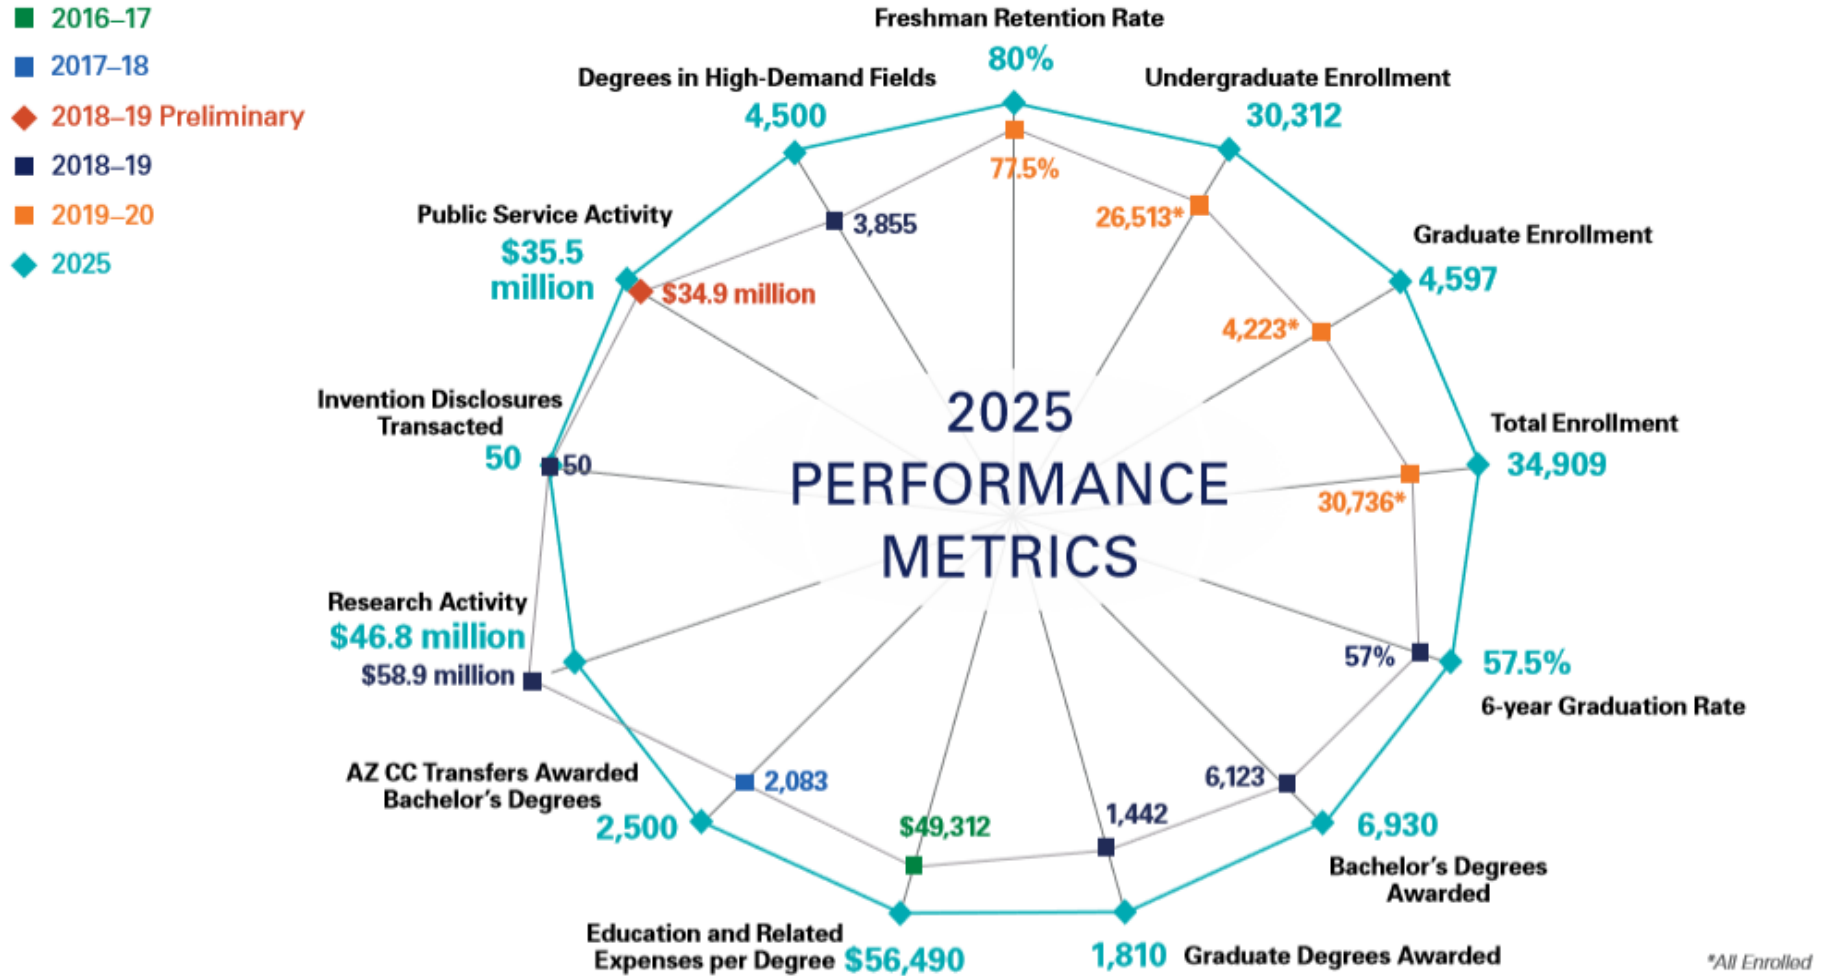 2016–17
2017–18
2018–19 Preliminary
2018–19
2019–20
2025
Freshman Retention Rate
80%
77.5%
Undergraduate Enrollment
30,312
26,513*
Graduate Enrollment
4,597
4,223*
Total Enrollment
34,909
30,736*
57%
57.5%
6-year Graduation Rate
6,123
6,930
Bachelor's Degrees
Awarded
1,442
1,810
Graduate Degrees Awarded
$49,312
Education and Related
Expenses per Degree
$56,490
2,083
AZ CC Transfers Awarded
Bachelor's Degrees
2,500
Research Activity
$46.8 million
$58.9 million
Invention Disclosures
Transacted
50
50
Public Service Activity
$35.5
million
$34.9 million
Degrees in High-Demand Fields
4,500
3,855
2025
PERFORMANCE
METRICS
*All Enrolled